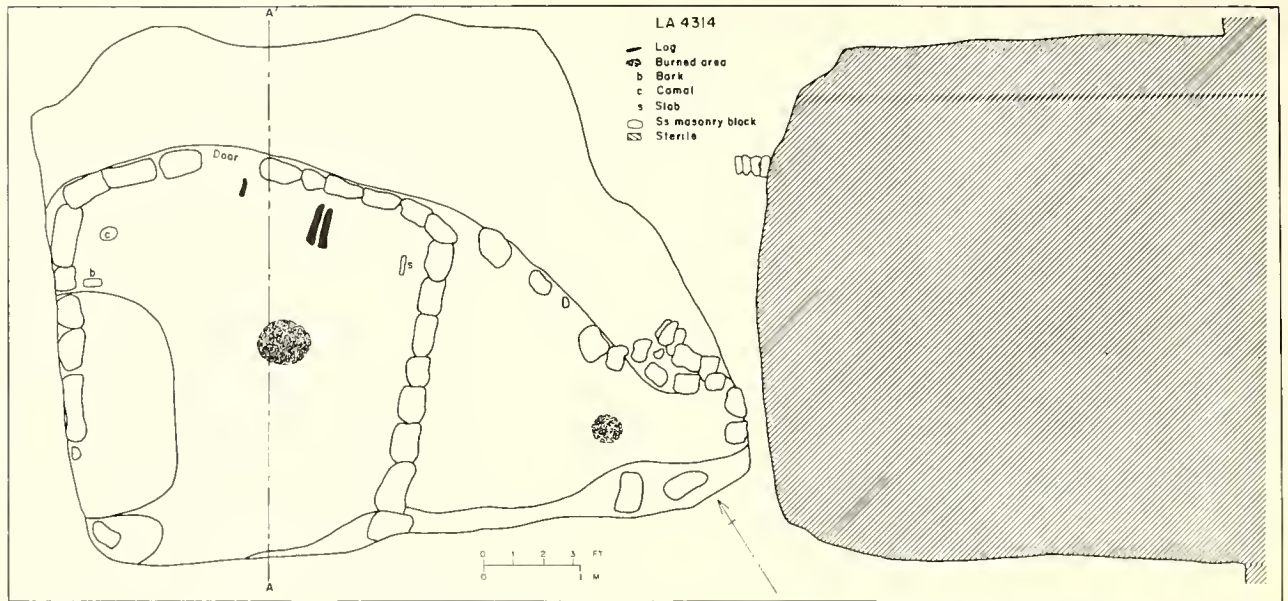 A'
LA 4314
Log
Burned area
b Bark
c Comal
s Slab
Ss masonry block
Sterile
Door
c
b
s
0 1 2 3 FT
0 1 M
A